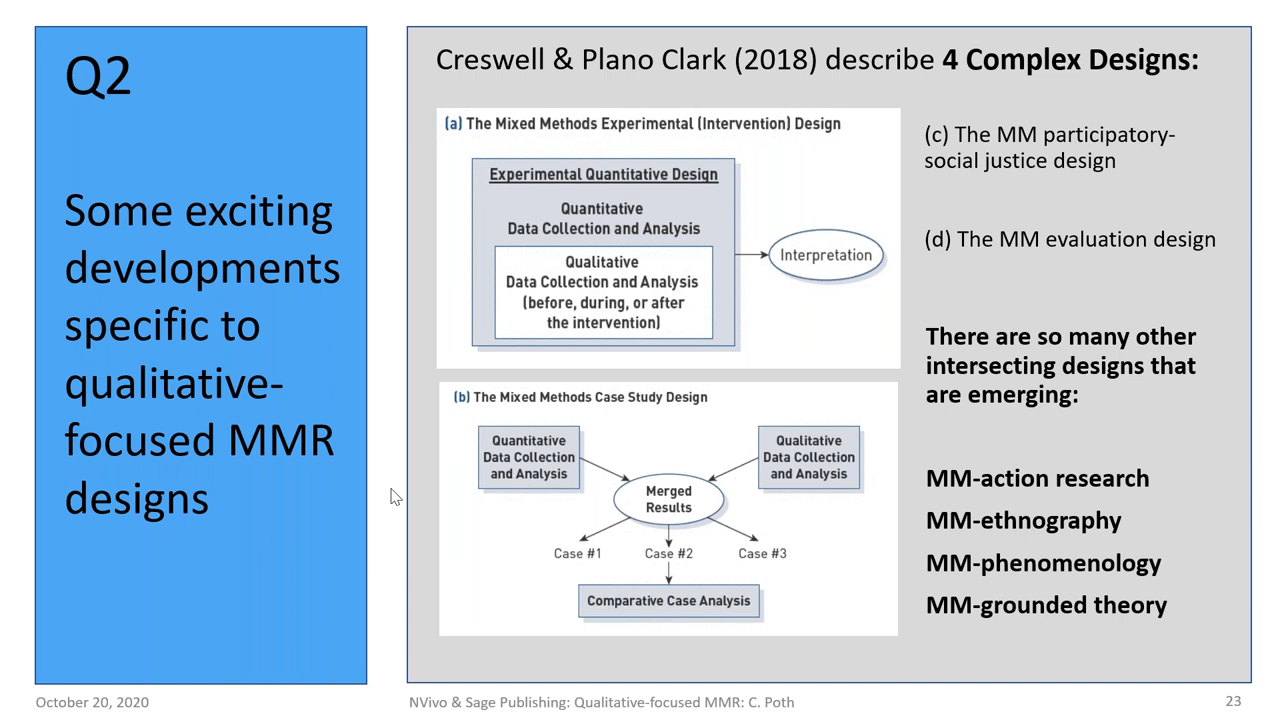 Q2
Some exciting
developments
specific to
qualitative-
focused MMR
designs
Creswell & Plano Clark (2018) describe 4 Complex Designs:
(a) The Mixed Methods Experimental (Intervention) Design
Experimental Quantitative Design
Quantitative
Data Collection and Analysis
Qualitative
Data Collection and Analysis
(before, during, or after
the intervention)
Interpretation
(b) The Mixed Methods Case Study Design
Quantitative
Data Collection
and Analysis
Qualitative
Data Collection
and Analysis
Merged
Results
Case #1
Case #2
Case #3
Comparative Case Analysis
(c) The MM participatory-
social justice design
(d) The MM evaluation design
There are so many other
intersecting designs that
are emerging:
MM-action research
MM-ethnography
MM-phenomenology
MM-grounded theory
October 20, 2020
NVivo & Sage Publishing: Qualitative-focused MMR: C. Poth
23